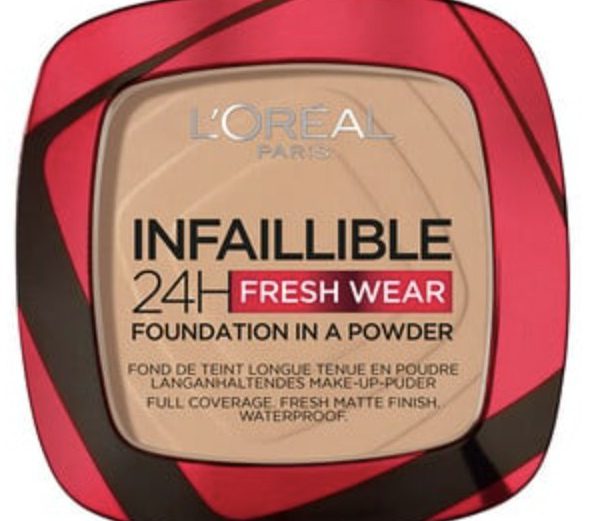 L'ORÉAL
PARIS
INFAILLIBLE
24H FRESH WEAR
FOUNDATION IN A POWDER
FOND DE TEINT LONGUE TENUE EN POUDRE
LANGANHALTENDES MAKE-UP-PUDER
FULL COVERAGE. FRESH MATTE FINISH.
WATERPROOF.